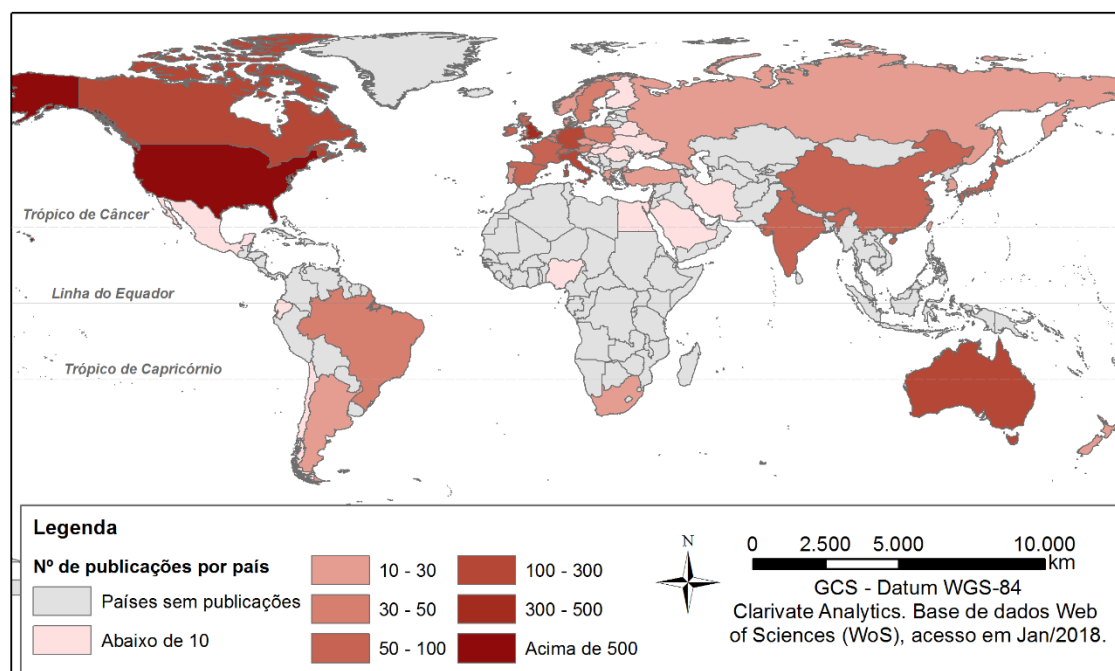 Trópico de Câncer
Linha do Equador
Trópico de Capricórnio
Legenda
Nº de publicações por país
Países sem publicações
Abaixo de 10
10 - 30
30 - 50
50 - 100
100 - 300
300 - 500
Acima de 500
N
0 2.500 5.000 10.000
km
GCS - Datum WGS-84
Clarivate Analytics. Base de dados Web
of Sciences (WoS), acesso em Jan/2018.